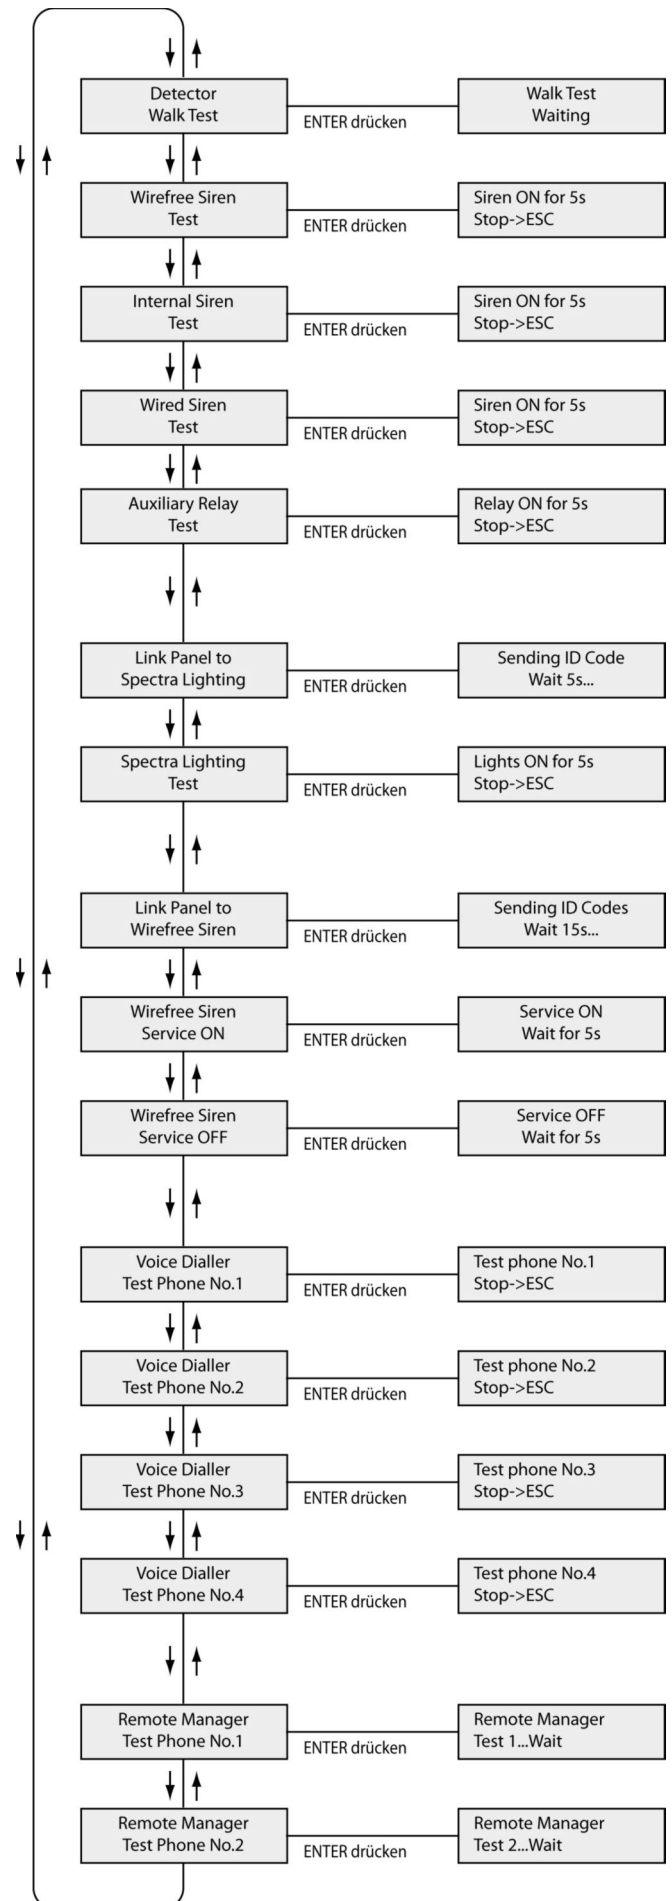 Detector
Walk Test
ENTER drücken
Walk Test
Waiting
Wirefree Siren
Test
ENTER drücken
Siren ON for 5s
Stop->ESC
Internal Siren
Test
ENTER drücken
Siren ON for 5s
Stop->ESC
Wired Siren
Test
ENTER drücken
Siren ON for 5s
Stop->ESC
Auxiliary Relay
Test
ENTER drücken
Relay ON for 5s
Stop->ESC
Link Panel to
Spectra Lighting
ENTER drücken
Sending ID Code
Wait 5s...
Spectra Lighting
Test
ENTER drücken
Lights ON for 5s
Stop->ESC
Link Panel to
Wirefree Siren
ENTER drücken
Sending ID Codes
Wait 15s...
Wirefree Siren
Service ON
ENTER drücken
Service ON
Wait for 5s
Wirefree Siren
Service OFF
ENTER drücken
Service OFF
Wait for 5s
Voice Dialler
Test Phone No.1
ENTER drücken
Test phone No.1
Stop->ESC
Voice Dialler
Test Phone No.2
ENTER drücken
Test phone No.2
Stop->ESC
Voice Dialler
Test Phone No.3
ENTER drücken
Test phone No.3
Stop->ESC
Voice Dialler
Test Phone No.4
ENTER drücken
Test phone No.4
Stop->ESC
Remote Manager
Test Phone No.1
ENTER drücken
Remote Manager
Test 1...Wait
Remote Manager
Test Phone No.2
ENTER drücken
Remote Manager
Test 2...Wait